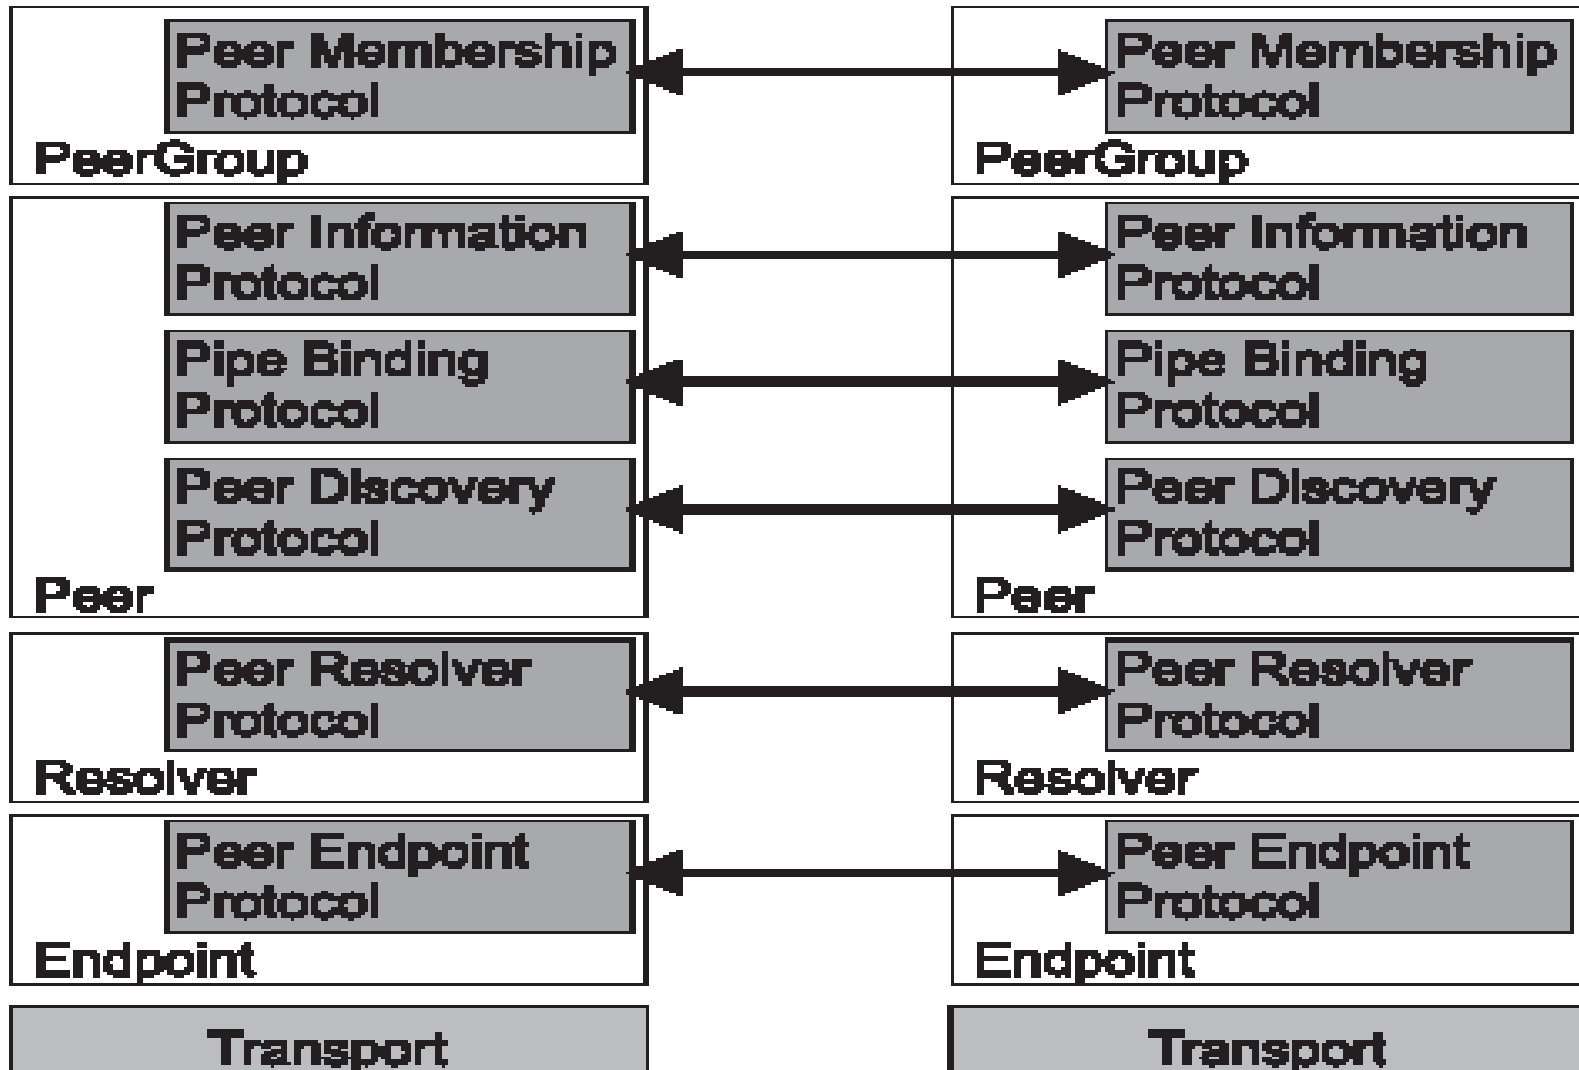 Peer Membership
Protocol
PeerGroup
Peer Information
Protocol
Pipe Binding
Protocol
Peer Discovery
Protocol
Peer
Peer Resolver
Protocol
Resolver
Peer Endpoint
Protocol
Endpoint
Transport
Peer Membership
Protocol
PeerGroup
Peer Information
Protocol
Pipe Binding
Protocol
Peer Discovery
Protocol
Peer
Peer Resolver
Protocol
Resolver
Peer Endpoint
Protocol
Endpoint
Transport